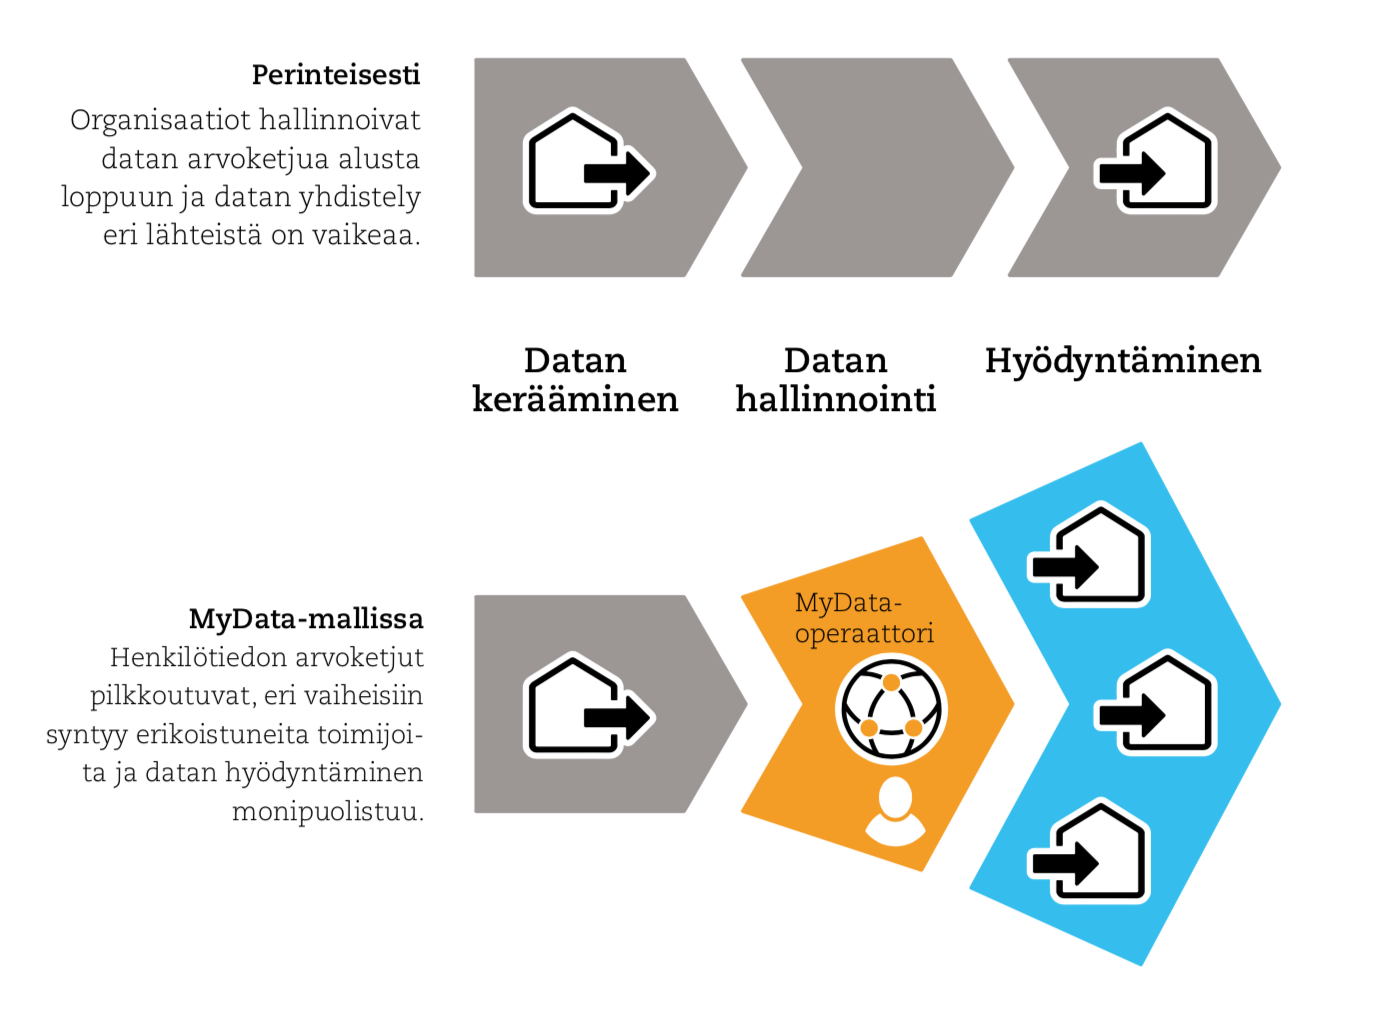 Perinteisesti
Organisaatiot hallinnoivat
datan arvoketjua alusta
loppuun ja datan yhdistely
eri lähteistä on vaikeaa.
Datan
kerääminen
Datan
hallinnointi
Hyödyntäminen
MyData-mallissa
Henkilötiedon arvoketjut
pilkkoutuvat, eri vaiheisiin
syntyy erikoistuneita toimijoi-
ta ja datan hyödyntäminen
monipuolistuu.
MyData-
operaattori